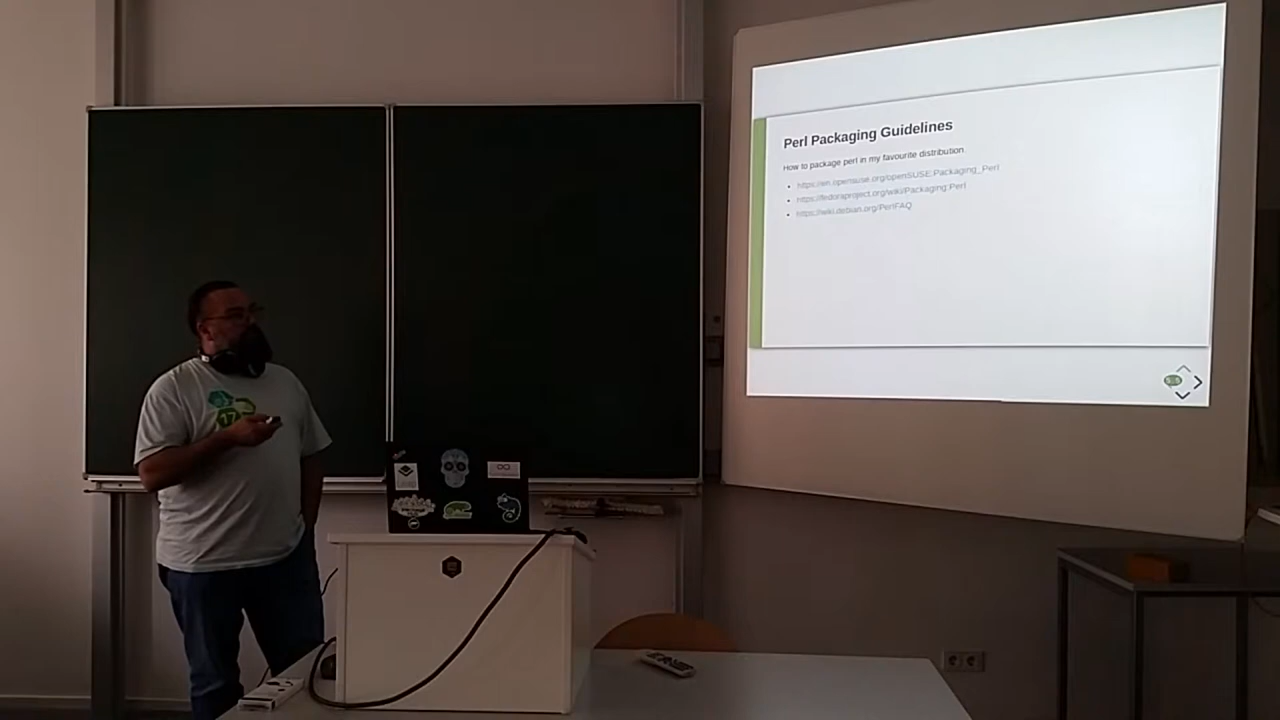 Perl Packaging Guidelines
How to package perl in my favourite distribution.
https://en.opensuse.org/openSUSE:Packaging_Perl
https://fedoraproject.org/wiki/Packaging:Perl
https://wiki.debian.org/PerlFAQ
17